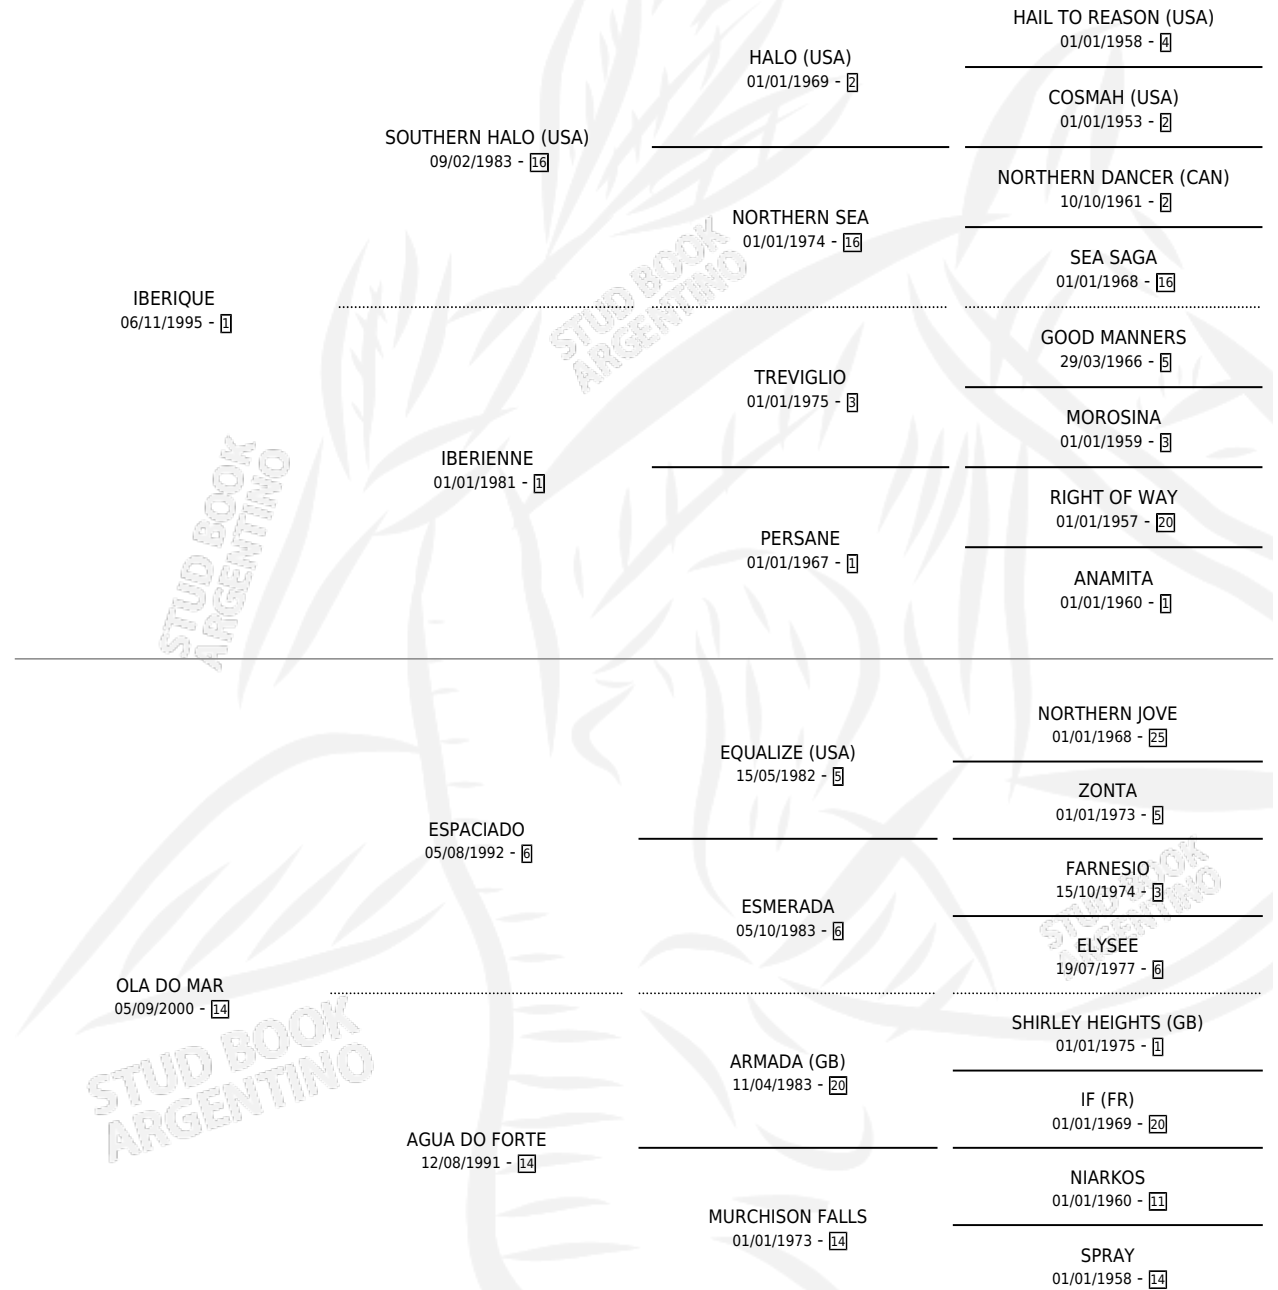 HAIL TO REASON (USA)
01/01/1958 - 4
HALO (USA)
01/01/1969 - 2
COSMAH (USA)
01/01/1953 - 2
SOUTHERN HALO (USA)
09/02/1983 - 16
NORTHERN DANCER (CAN)
10/10/1961 - 2
NORTHERN SEA
01/01/1974 - 16
SEA SAGA
01/01/1968 - 16
IBERIQUE
06/11/1995 - 1
GOOD MANNERS
29/03/1966 - 5
TREVIGLIO
01/01/1975 - 3
MOROSINA
01/01/1959 - 3
IBERIENNE
01/01/1981 - 1
RIGHT OF WAY
01/01/1957 - 20
PERSANE
01/01/1967 - 1
ANAMITA
01/01/1960 - 1
STUD BOOK
ARGENTINO
STUD BOOK
ARGENTINO
NORTHERN JOVE
01/01/1968 - 25
EQUALIZE (USA)
15/05/1982 - 5
ZONTA
01/01/1973 - 5
ESPACIADO
05/08/1992 - 6
FARNESIO
15/10/1974 - 3
ESMERADA
05/10/1983 - 6
ELYSEE
19/07/1977 - 6
OLA DO MAR
05/09/2000 - 14
SHIRLEY HEIGHTS (GB)
01/01/1975 - 1
ARMADA (GB)
11/04/1983 - 20
IF (FR)
01/01/1969 - 20
AGUA DO FORTE
12/08/1991 - 14
NIARKOS
01/01/1960 - 11
MURCHISON FALLS
01/01/1973 - 14
SPRAY
01/01/1958 - 14
STUD BOOK
ARGENTINO
STUD BOOK
ARGENTINO